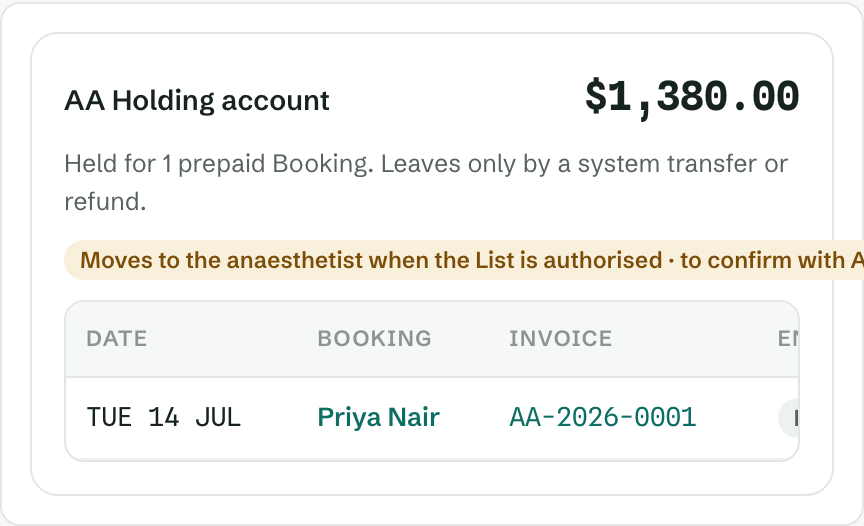 AA Holding account
$1,380.00
Held for 1 prepaid Booking. Leaves only by a system transfer or
refund.
Moves to the anaesthetist when the List is authorised · to confirm with
DATE BOOKING INVOICE
TUE 14 JUL Priya Nair AA-2026-0001